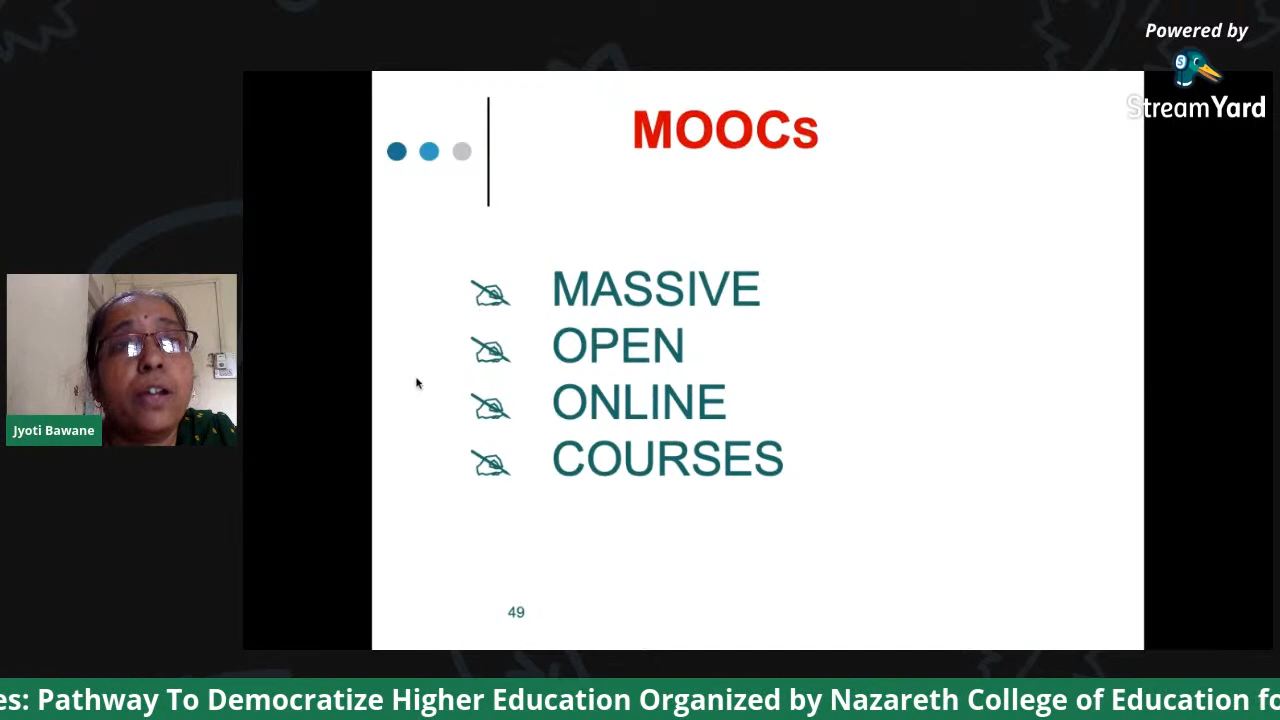 Powered by
StreamYard
MOOCs
MASSIVE
OPEN
ONLINE
COURSES
Jyoti Bawane
49
es: Pathway To Democratize Higher Education Organized by Nazareth College of Education fo